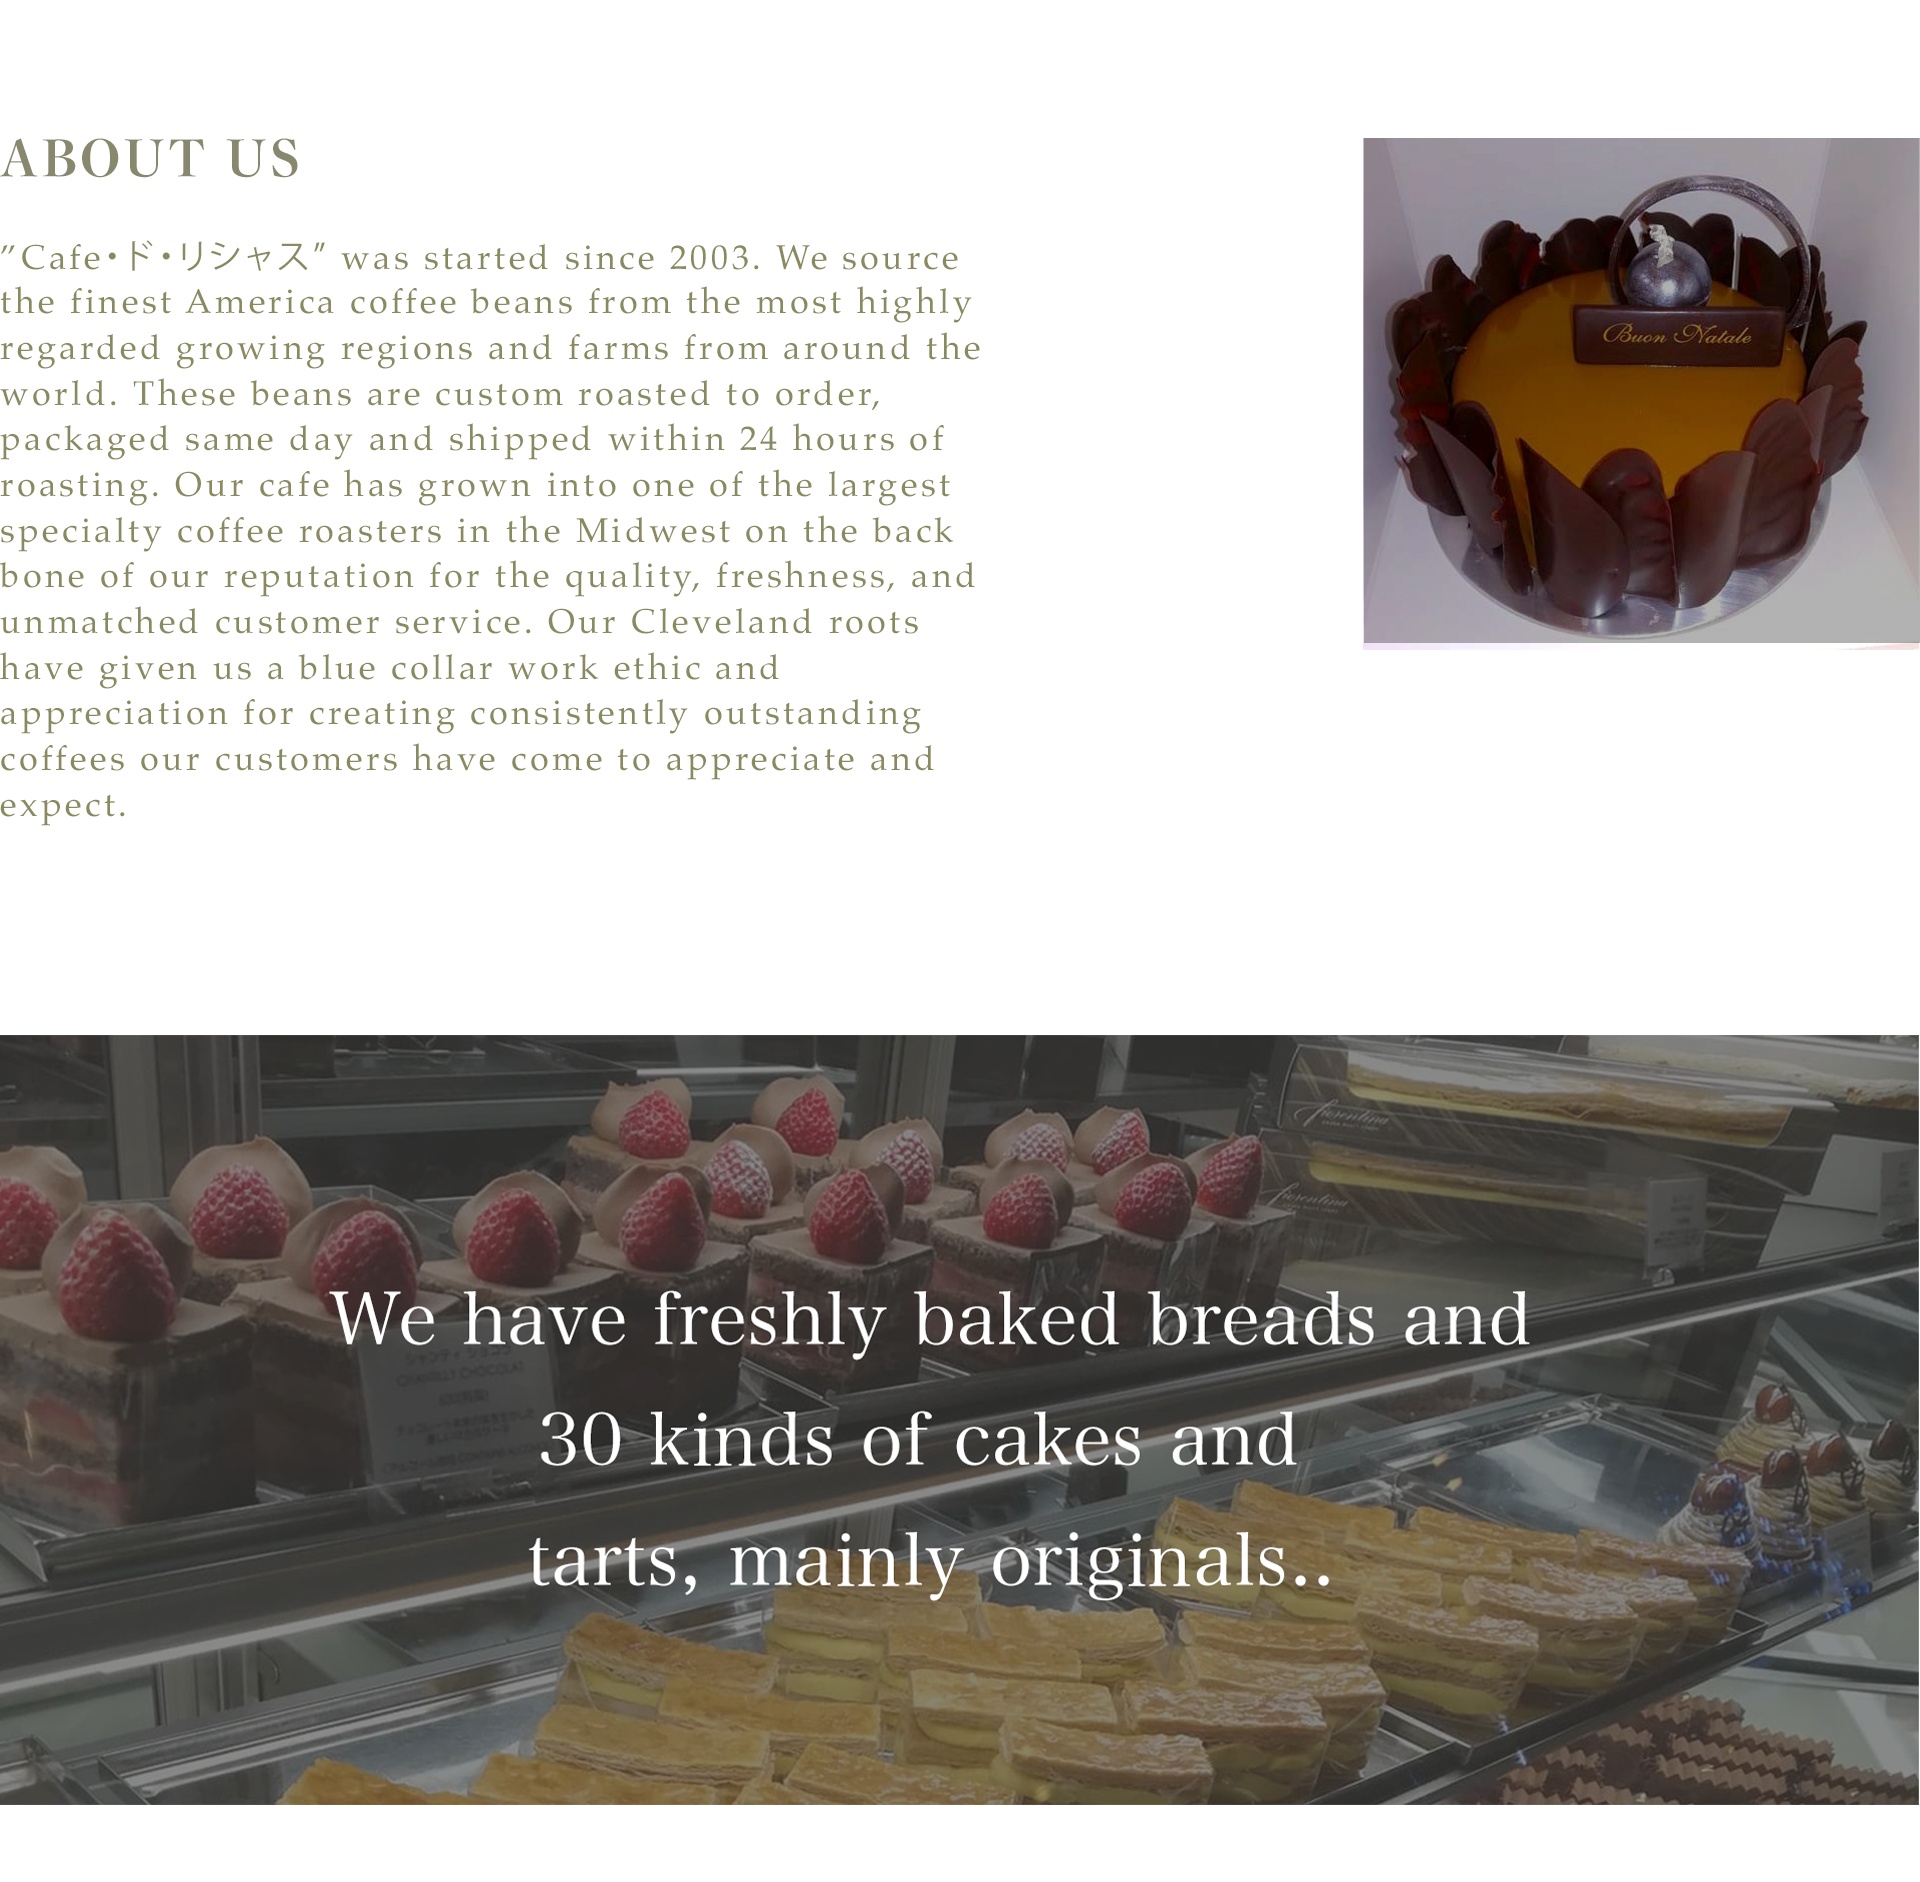 ABOUT US
”Cafe・ド・リシャス” was started since 2003. We source
the finest America coffee beans from the most highly
regarded growing regions and farms from around the
world. These beans are custom roasted to order,
packaged same day and shipped within 24 hours of
roasting. Our cafe has grown into one of the largest
specialty coffee roasters in the Midwest on the back
bone of our reputation for the quality, freshness, and
unmatched customer service. Our Cleveland roots
have given us a blue collar work ethic and
appreciation for creating consistently outstanding
coffees our customers have come to appreciate and
expect.
Buon Natale
fiorentina
fiorentina
We have freshly baked breads and
30 kinds of cakes and
tarts, mainly originals..
CHANTILLY CHOCOLAT